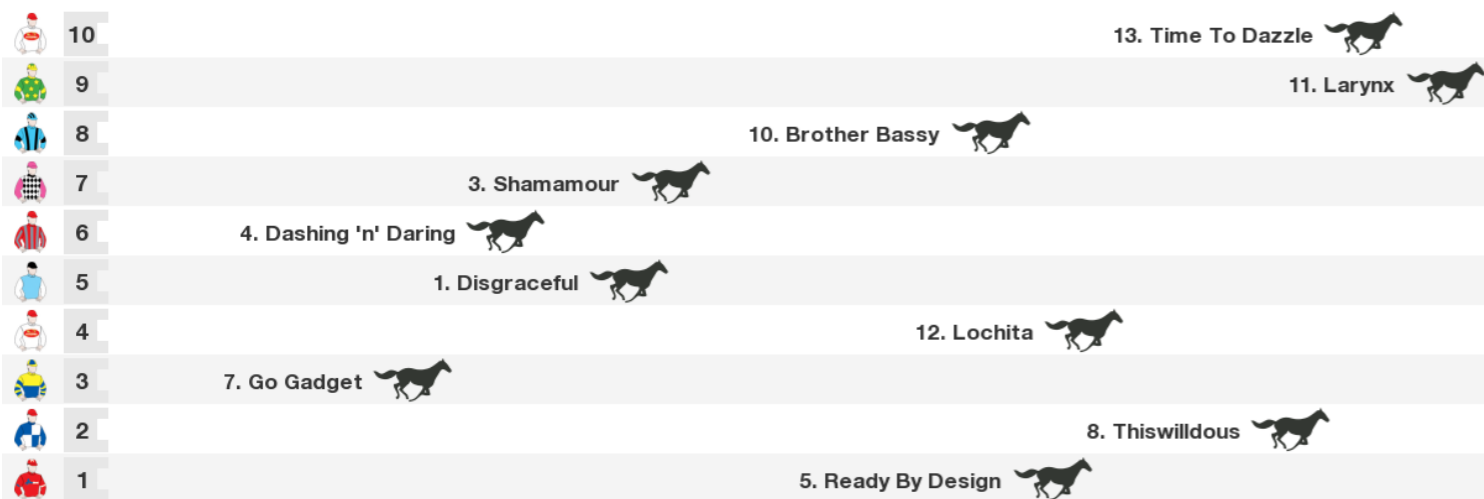 10 13. Time To Dazzle
9 11. Larynx
8 10. Brother Bassy
7 3. Shamamour
6 4. Dashing 'n' Daring
5 1. Disgraceful
4 12. Lochita
3 7. Go Gadget
2 8. Thiswilldous
1 5. Ready By Design